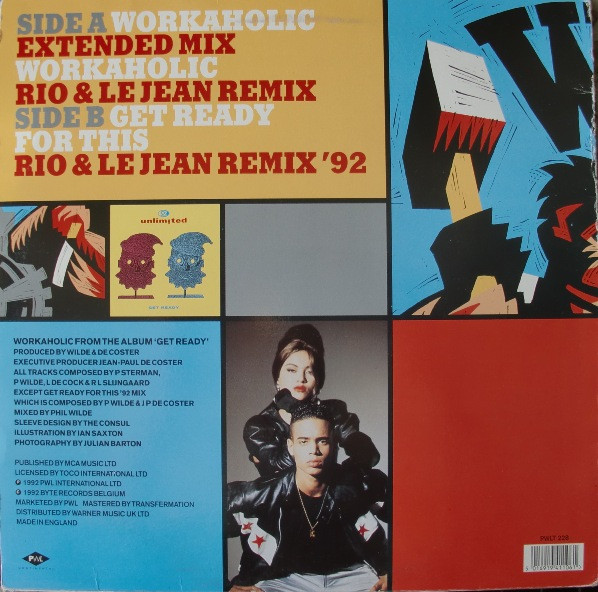 SIDE A WORKAHOLIC
EXTENDED MIX
WORKAHOLIC
RIO & LE JEAN REMIX
SIDE B GET READY
FOR THIS
RIO & LE JEAN REMIX '92
unlimited
GET READY
WORKAHOLIC FROM THE ALBUM 'GET READY'
PRODUCED BY WILDE & DE COSTER
EXECUTIVE PRODUCER JEAN-PAUL DE COSTER
ALL TRACKS COMPOSED BY P STERMAN,
P WILDE, L DE COCK & R L SLIJNGAARD
EXCEPT GET READY FOR THIS '92 MIX
WHICH IS COMPOSED BY P WILDE & J P DE COSTER
MIXED BY PHIL WILDE
SLEEVE DESIGN BY THE CONSUL
ILLUSTRATION BY IAN SAXTON
PHOTOGRAPHY BY JULIAN BARTON
PUBLISHED BY MCA MUSIC LTD
LICENSED BY TOCO INTERNATIONAL LTD
℗ 1992 PWL INTERNATIONAL LTD
© 1992 BYTE RECORDS BELGIUM
MARKETED BY PWL MASTERED BY TRANSFERMATION
DISTRIBUTED BY WARNER MUSIC UK LTD
MADE IN ENGLAND
PWL
CONTINENTAL